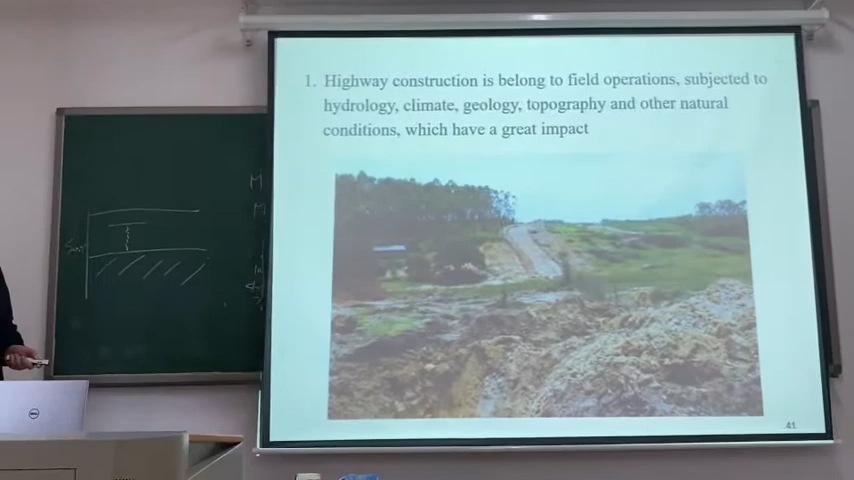 1. Highway construction is belong to field operations, subjected to
hydrology, climate, geology, topography and other natural
conditions, which have a great impact
41
DELL